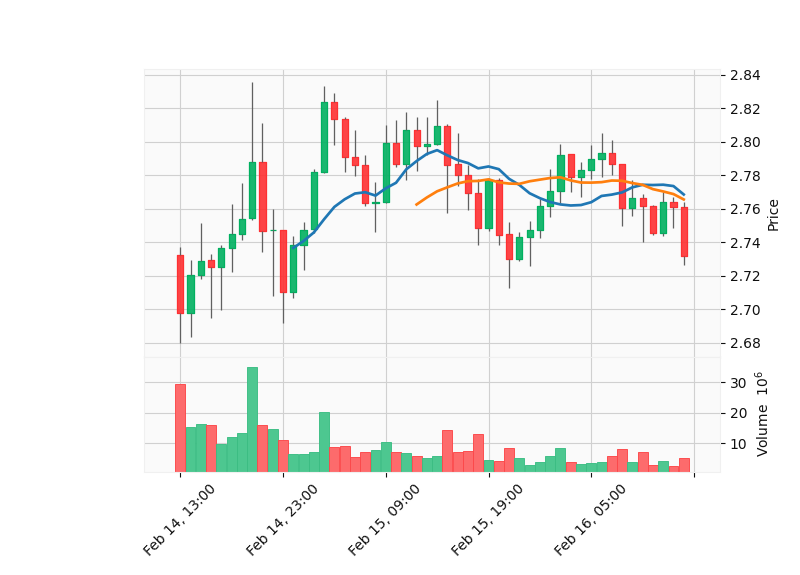 2.84
2.82
2.80
2.78
2.76
2.74
2.72
2.70
2.68
Price
30
20
10
Volume 10⁶
Feb 14, 13:00
Feb 14, 23:00
Feb 15, 09:00
Feb 15, 19:00
Feb 16, 05:00